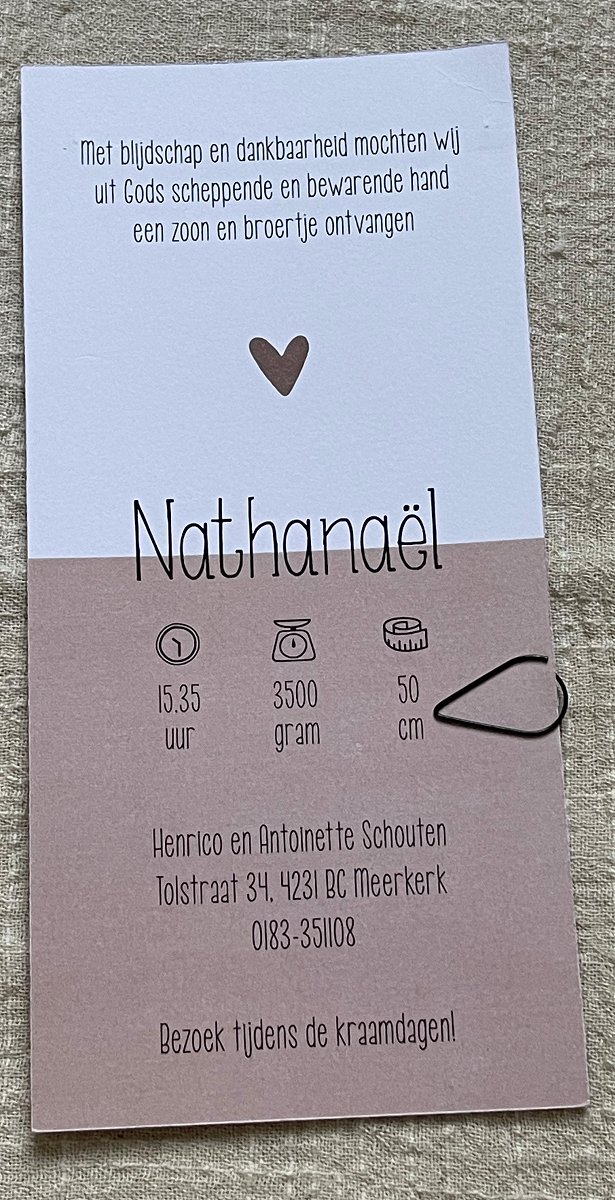 Met blijdschap en dankbaarheid mochten wij
uit Gods scheppende en bewarende hand
een zoon en broertje ontvangen
Nathanaël
15.35 3500 50
uur gram cm
Henrico en Antoinette Schouten
Tolstraat 34, 4231 BC Meerkerk
0183-351108
Bezoek tijdens de kraamdagen!